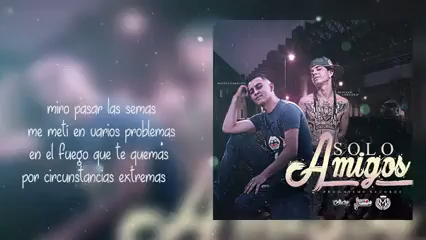 miro pasar las semas
me meti en varios problemas
en el fuego que te quemas
por circunstancias extremas
SOLO
Amigos